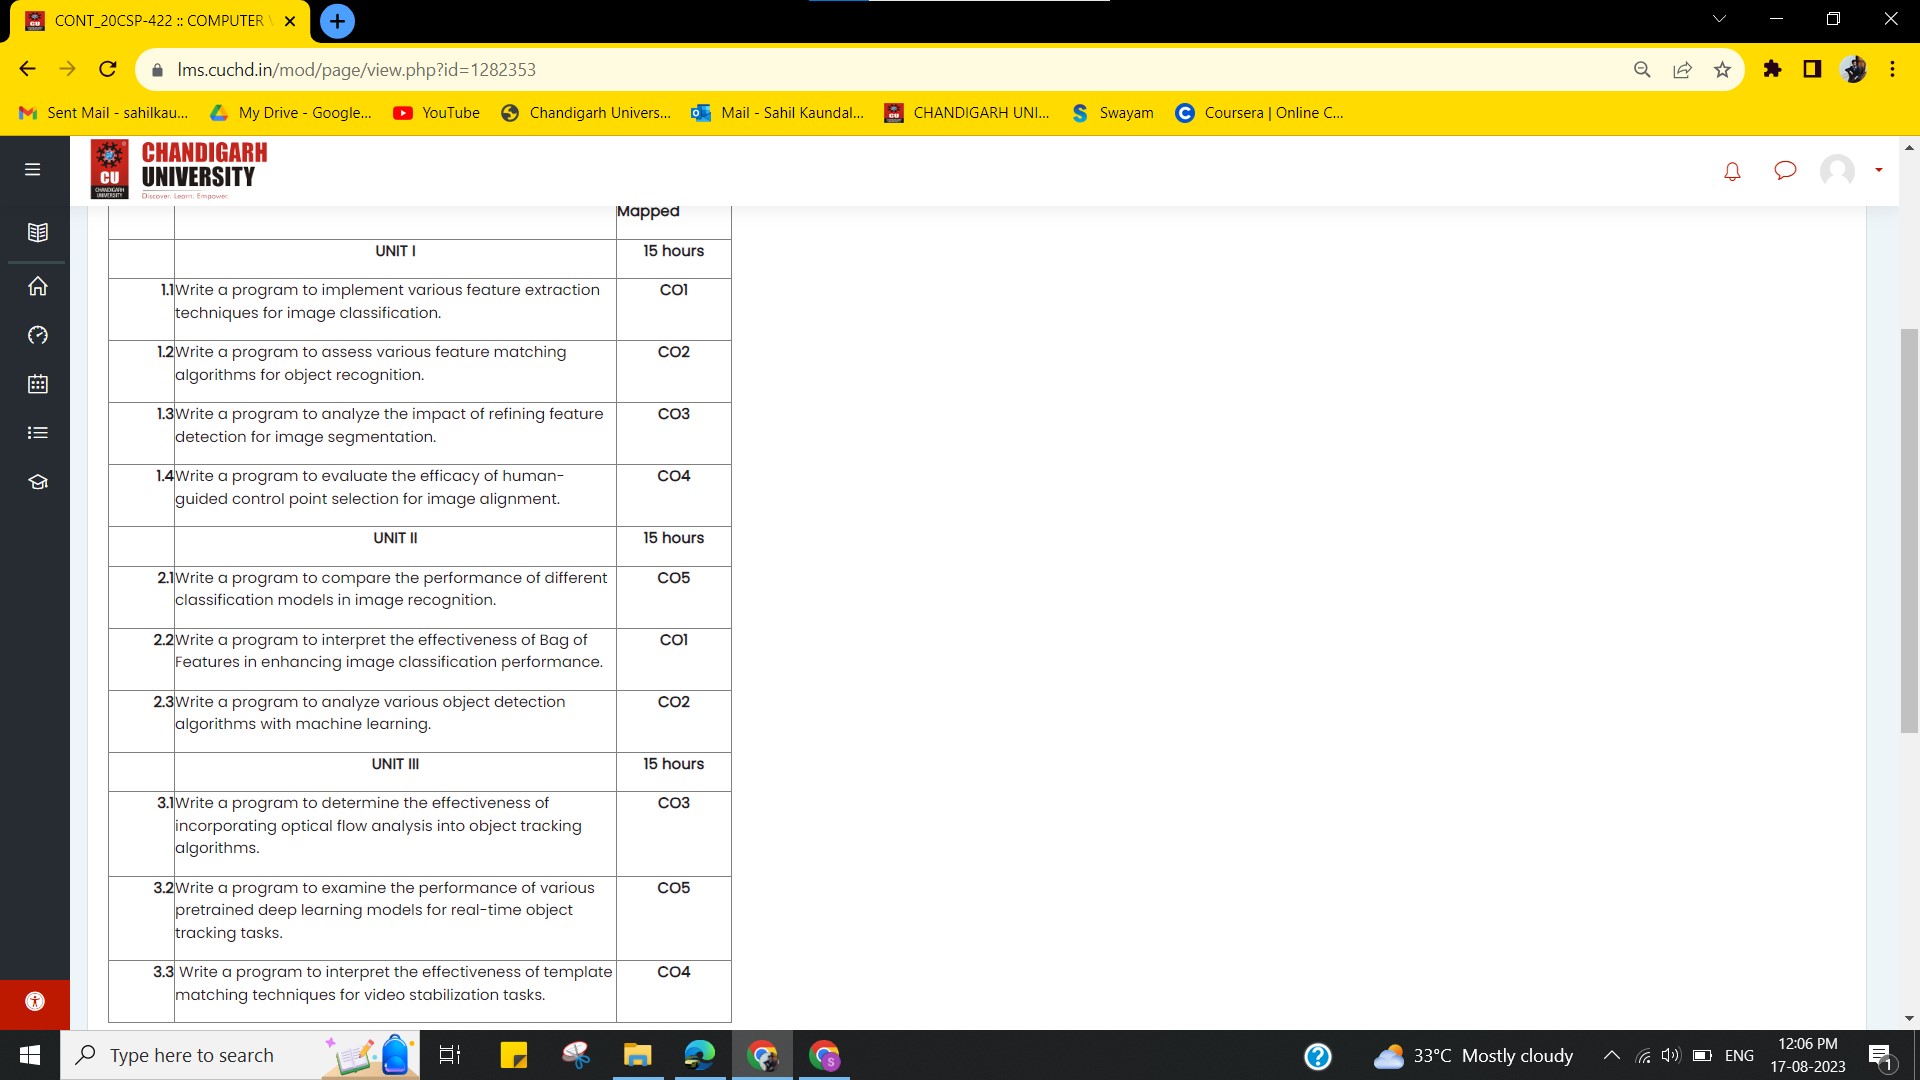 CONT_20CSP-422 :: COMPUTER
lms.cuchd.in/mod/page/view.php?id=1282353
Sent Mail - sahilkau... My Drive - Google... YouTube Chandigarh Univers... Mail - Sahil Kaundal... CHANDIGARH UNI... Swayam Coursera | Online C...
CU
CHANDIGARH
UNIVERSITY
CHANDIGARH
UNIVERSITY
Discover. Learn. Empower.
Mapped
UNIT I 15 hours
1.1 Write a program to implement various feature extraction CO1
techniques for image classification.
1.2 Write a program to assess various feature matching CO2
algorithms for object recognition.
1.3 Write a program to analyze the impact of refining feature CO3
detection for image segmentation.
1.4 Write a program to evaluate the efficacy of human- CO4
guided control point selection for image alignment.
UNIT II 15 hours
2.1 Write a program to compare the performance of different CO5
classification models in image recognition.
2.2 Write a program to interpret the effectiveness of Bag of CO1
Features in enhancing image classification performance.
2.3 Write a program to analyze various object detection CO2
algorithms with machine learning.
UNIT III 15 hours
3.1 Write a program to determine the effectiveness of CO3
incorporating optical flow analysis into object tracking
algorithms.
3.2 Write a program to examine the performance of various CO5
pretrained deep learning models for real-time object
tracking tasks.
3.3 Write a program to interpret the effectiveness of template CO4
matching techniques for video stabilization tasks.
Type here to search
33°C Mostly cloudy
ENG
12:06 PM
17-08-2023
1